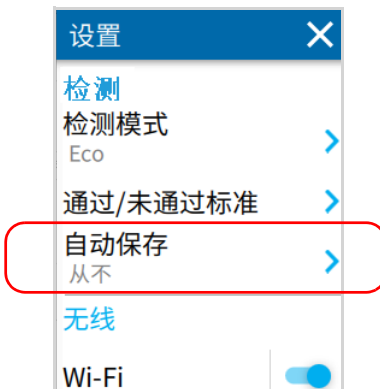 设置
检测
检测模式
Eco
通过/未通过标准
自动保存
从不
无线
Wi-Fi